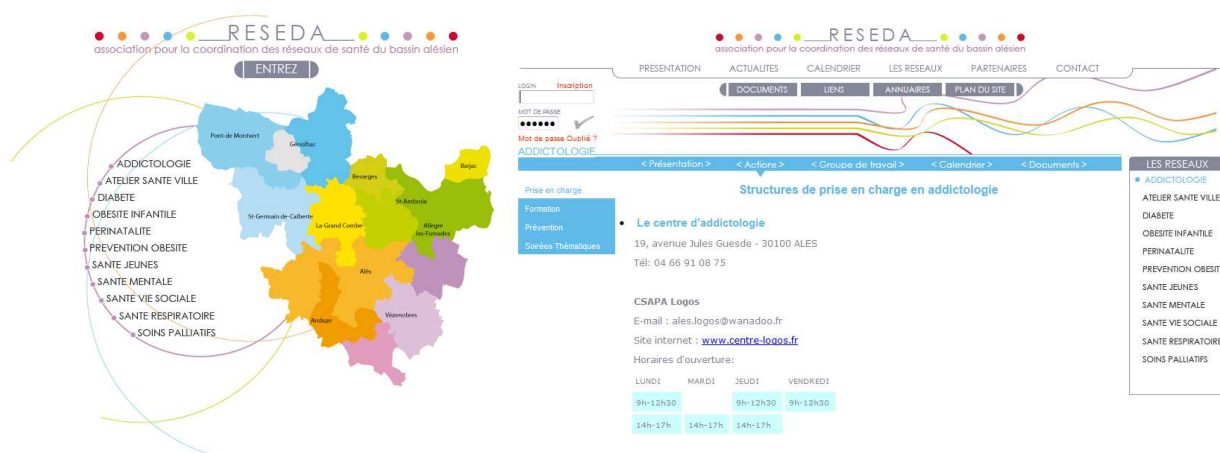 RESEDA
association pour la coordination des réseaux de santé du bassin alésien
ENTREZ
Pont-de Montvert
Génolhac
Barjac
Besseges
St-Ambroix
St-Germain de-Calberte
La-Grand Combe
Allegre
les-Fumades
Alès
Anduze
Vézenobres
ADDICTOLOGIE
ATELIER SANTE VILLE
DIABETE
OBESITE INFANTILE
PERINATALITE
PREVENTION OBESITE
SANTE JEUNES
SANTE MENTALE
SANTE VIE SOCIALE
SANTE RESPIRATOIRE
SOINS PALLIATIFS
RESEDA
association pour la coordination des réseaux de santé du bassin alésien
PRESENTATION ACTUALITES CALENDRIER LES RESEAUX PARTENAIRES CONTACT
DOCUMENTS LIENS ANNUAIRES PLAN DU SITE
LOGIN Inscription
MOT DE PASSE
Mot de passe Oublié ?
ADDICTOLOGIE
< Présentation > < Actions > < Groupe de travail > < Calendrier > < Documents >
Prise en charge
Formation
Prévention
Soirées Thématiques
Structures de prise en charge en addictologie
Le centre d'addictologie
19, avenue Jules Guesde - 30100 ALES
Tél: 04 66 91 08 75
CSAPA Logos
E-mail : ales.logos@wanadoo.fr
Site internet : www.centre-logos.fr
Horaires d'ouverture:
LUNDI MARDI JEUDI VENDREDI
9h-12h30 9h-12h30 9h-12h30
14h-17h 14h-17h 14h-17h
LES RESEAUX
ADDICTOLOGIE
ATELIER SANTE VILLE
DIABETE
OBESITE INFANTILE
PERINATALITE
PREVENTION OBESIT
SANTE JEUNES
SANTE MENTALE
SANTE VIE SOCIALE
SANTE RESPIRATOIRE
SOINS PALLIATIFS